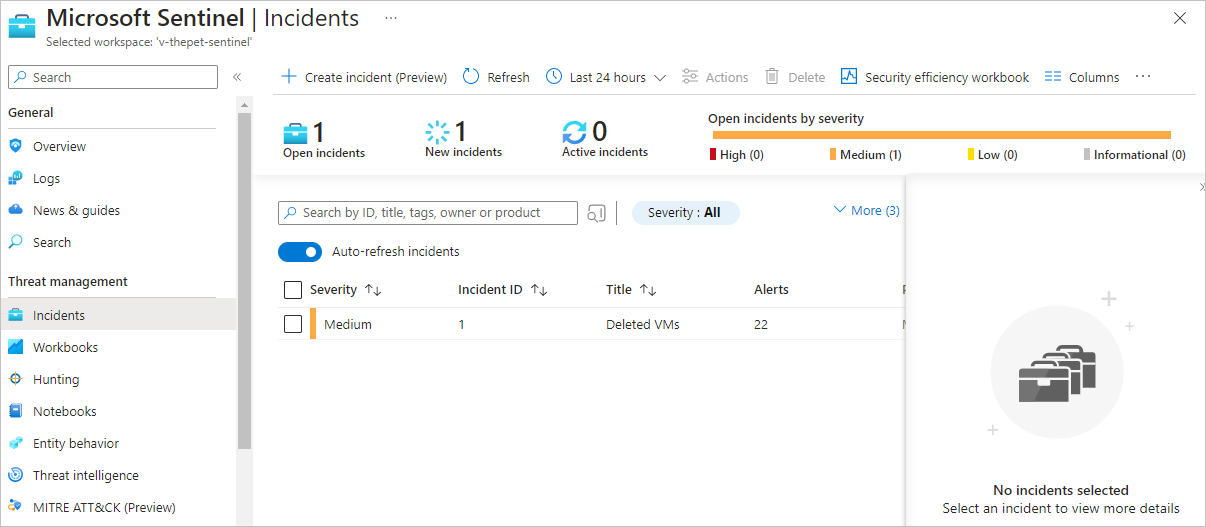 Microsoft Sentinel | Incidents ...
Selected workspace: 'v-thepet-sentinel'
Search
General
Overview
Logs
News & guides
Search
Threat management
Incidents
Workbooks
Hunting
Notebooks
Entity behavior
Threat intelligence
MITRE ATT&CK (Preview)
Create incident (Preview) Refresh Last 24 hours Actions Delete Security efficiency workbook Columns ...
1
Open incidents
1
New incidents
0
Active incidents
Open incidents by severity
High (0) Medium (1) Low (0) Informational (0)
Search by ID, title, tags, owner or product Severity : All More (3)
Auto-refresh incidents
Severity Incident ID Title Alerts
Medium 1 Deleted VMs 22
No incidents selected
Select an incident to view more details